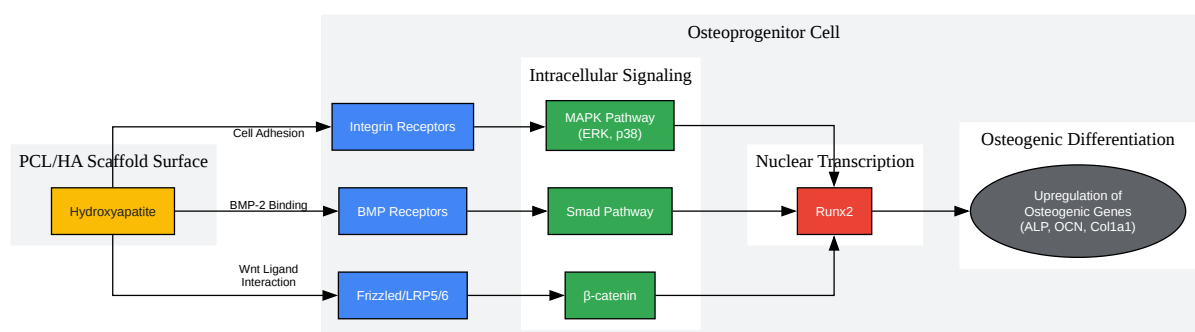 Osteoprogenitor Cell
Intracellular Signaling
Integrin Receptors
MAPK Pathway
(ERK, p38)
Cell Adhesion
Osteogenic Differentiation
PCL/HA Scaffold Surface
Nuclear Transcription
Hydroxyapatite
BMP-2 Binding
BMP Receptors
Smad Pathway
Runx2
Upregulation of
Osteogenic Genes
(ALP, OCN, Col1a1)
Wnt Ligand
Interaction
Frizzled/LRP5/6
β-catenin